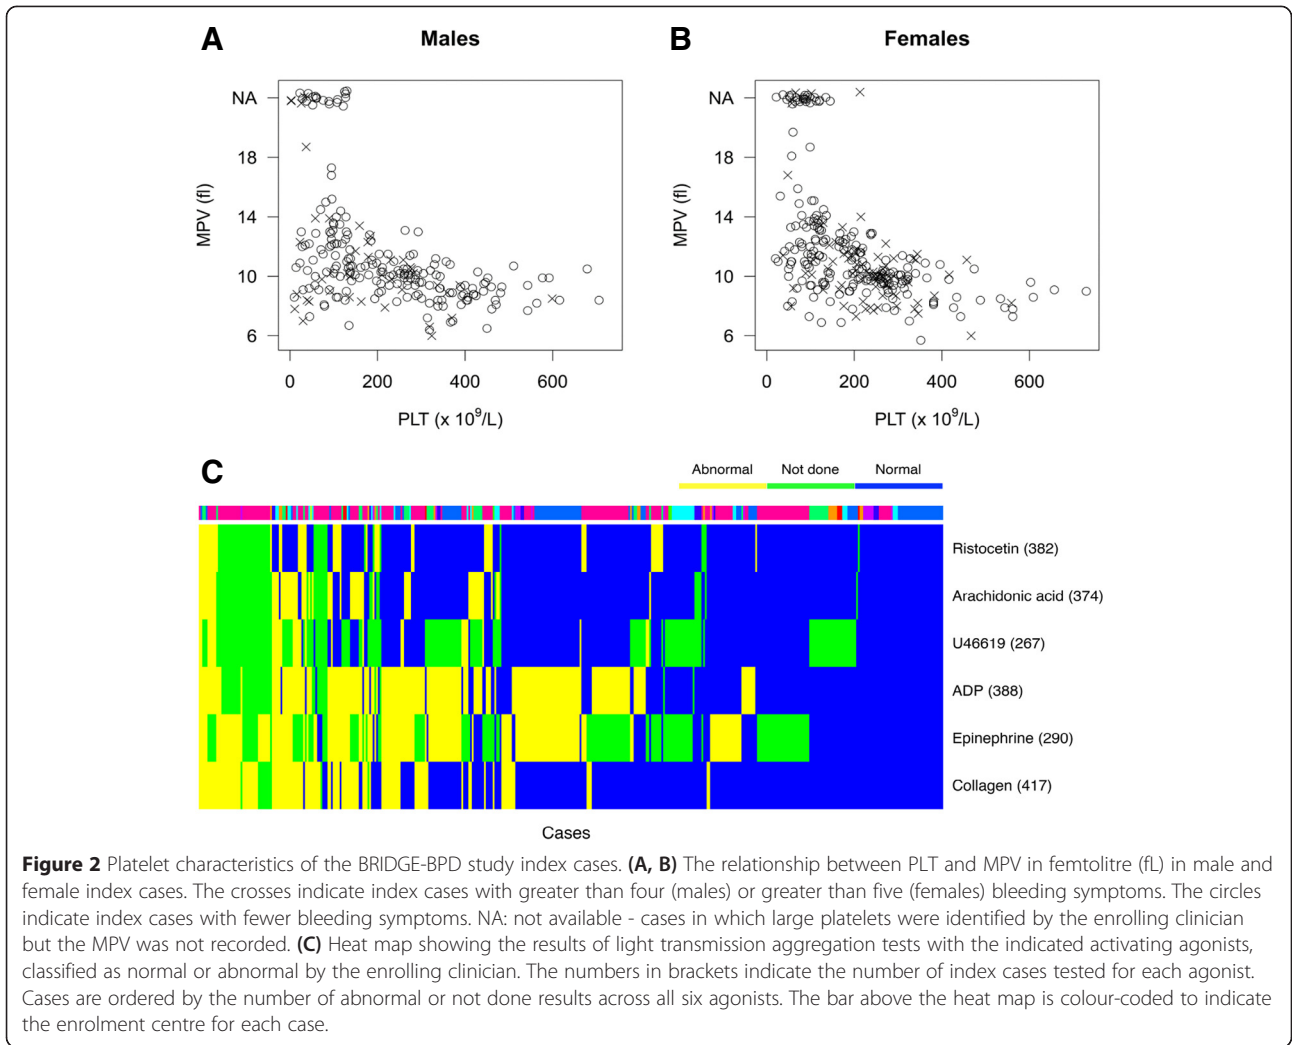 A
Males
B
Females
NA
18
14
10
6
MPV (fl)
0
200
400
600
PLT (x 10⁹/L)
NA
18
14
10
6
MPV (fl)
0
200
400
600
PLT (x 10⁹/L)
C
Abnormal
Not done
Normal
Ristocetin (382)
Arachidonic acid (374)
U46619 (267)
ADP (388)
Epinephrine (290)
Collagen (417)
Cases
Figure 2 Platelet characteristics of the BRIDGE-BPD study index cases. (A, B) The relationship between PLT and MPV in femtolitre (fL) in male and
female index cases. The crosses indicate index cases with greater than four (males) or greater than five (females) bleeding symptoms. The circles
indicate index cases with fewer bleeding symptoms. NA: not available - cases in which large platelets were identified by the enrolling clinician
but the MPV was not recorded. (C) Heat map showing the results of light transmission aggregation tests with the indicated activating agonists,
classified as normal or abnormal by the enrolling clinician. The numbers in brackets indicate the number of index cases tested for each agonist.
Cases are ordered by the number of abnormal or not done results across all six agonists. The bar above the heat map is colour-coded to indicate
the enrolment centre for each case.